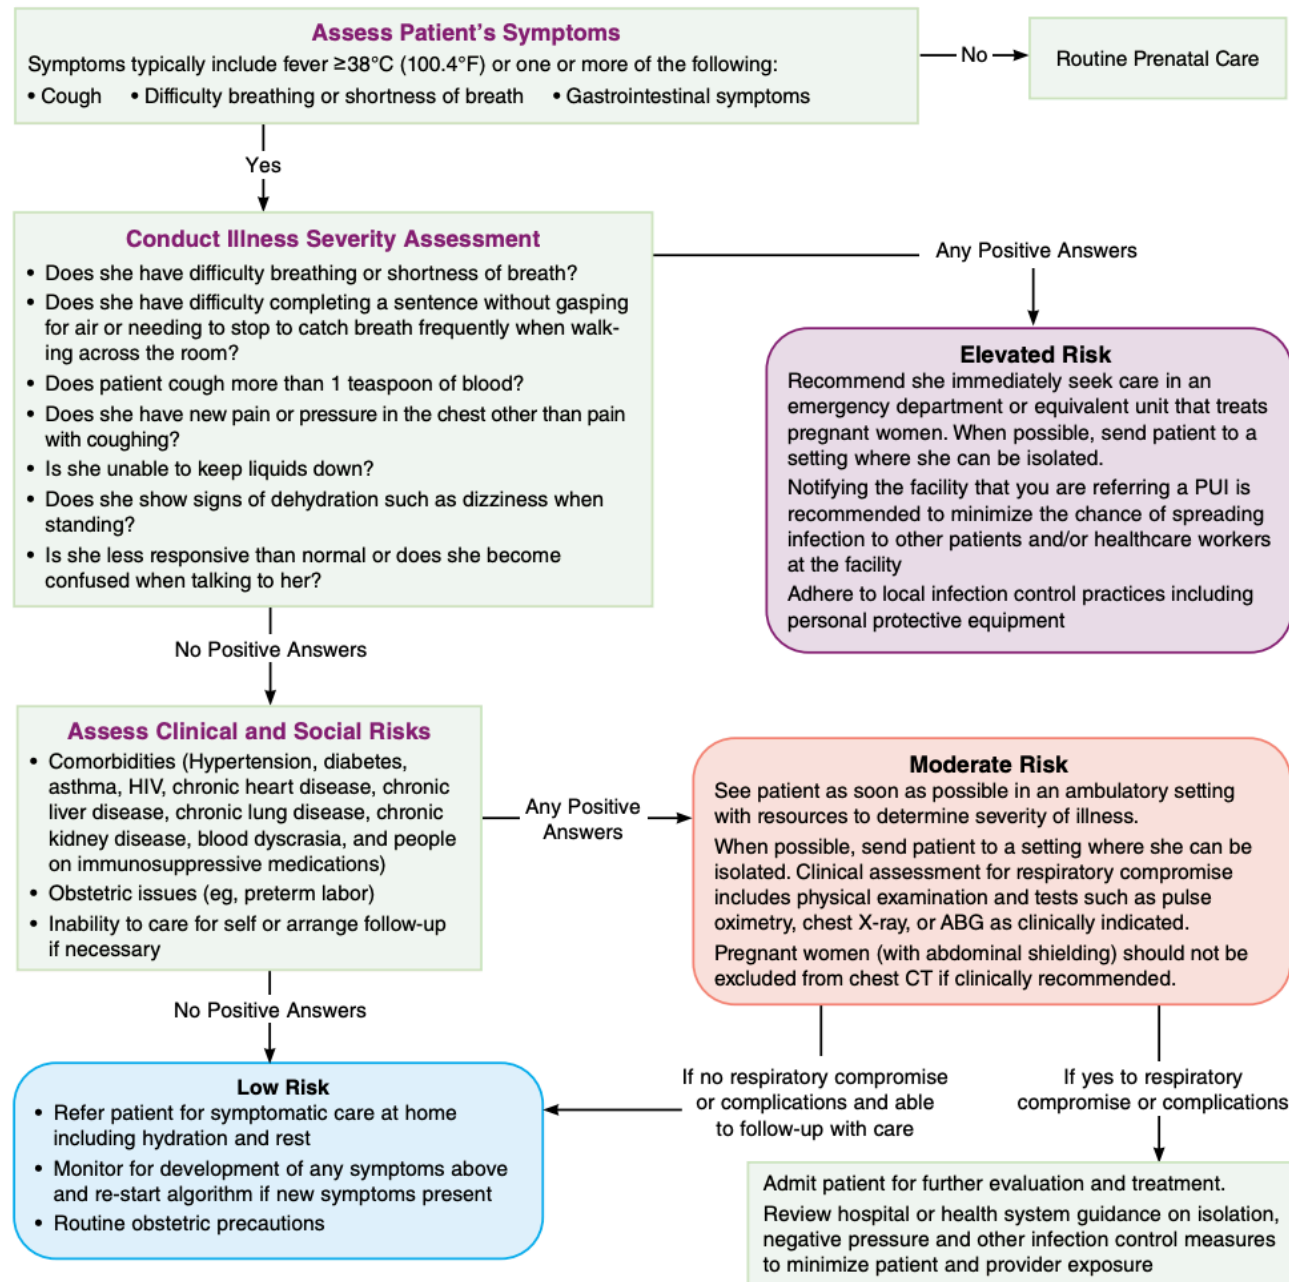 Assess Patient's Symptoms
Symptoms typically include fever ≥38°C (100.4°F) or one or more of the following:
• Cough • Difficulty breathing or shortness of breath • Gastrointestinal symptoms
No
Routine Prenatal Care
Yes
Conduct Illness Severity Assessment
• Does she have difficulty breathing or shortness of breath?
• Does she have difficulty completing a sentence without gasping
for air or needing to stop to catch breath frequently when walk-
ing across the room?
• Does patient cough more than 1 teaspoon of blood?
• Does she have new pain or pressure in the chest other than pain
with coughing?
• Is she unable to keep liquids down?
• Does she show signs of dehydration such as dizziness when
standing?
• Is she less responsive than normal or does she become
confused when talking to her?
Any Positive Answers
Elevated Risk
Recommend she immediately seek care in an
emergency department or equivalent unit that treats
pregnant women. When possible, send patient to a
setting where she can be isolated.
Notifying the facility that you are referring a PUI is
recommended to minimize the chance of spreading
infection to other patients and/or healthcare workers
at the facility
Adhere to local infection control practices including
personal protective equipment
No Positive Answers
Assess Clinical and Social Risks
• Comorbidities (Hypertension, diabetes,
asthma, HIV, chronic heart disease, chronic
liver disease, chronic lung disease, chronic
kidney disease, blood dyscrasia, and people
on immunosuppressive medications)
• Obstetric issues (eg, preterm labor)
• Inability to care for self or arrange follow-up
if necessary
Any Positive
Answers
Moderate Risk
See patient as soon as possible in an ambulatory setting
with resources to determine severity of illness.
When possible, send patient to a setting where she can be
isolated. Clinical assessment for respiratory compromise
includes physical examination and tests such as pulse
oximetry, chest X-ray, or ABG as clinically indicated.
Pregnant women (with abdominal shielding) should not be
excluded from chest CT if clinically recommended.
No Positive Answers
Low Risk
• Refer patient for symptomatic care at home
including hydration and rest
• Monitor for development of any symptoms above
and re-start algorithm if new symptoms present
• Routine obstetric precautions
If no respiratory compromise
or complications and able
to follow-up with care
If yes to respiratory
compromise or complications
Admit patient for further evaluation and treatment.
Review hospital or health system guidance on isolation,
negative pressure and other infection control measures
to minimize patient and provider exposure